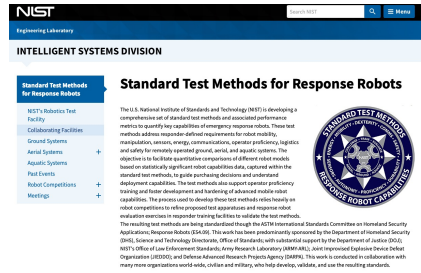 NIST
Search NIST
Menu
Engineering Laboratory
INTELLIGENT SYSTEMS DIVISION
Standard Test Methods
for Response Robots
NIST's Robotics Test
Facility
Collaborating Facilities
Ground Systems
Aerial Systems +
Aquatic Systems
Past Events
Robot Competitions +
Meetings +
Standard Test Methods for Response Robots
The U.S. National Institute of Standards and Technology (NIST) is developing a
comprehensive set of standard test methods and associated performance
metrics to quantify key capabilities of emergency response robots. These test
methods address responder-defined requirements for robot mobility,
manipulation, sensors, energy, communications, operator proficiency, logistics
and safety for remotely operated ground, aerial, and aquatic systems. The
objective is to facilitate quantitative comparisons of different robot models
based on statistically significant robot capabilities data, captured within the
standard test methods, to guide purchasing decisions and understand
deployment capabilities. The test methods also support operator proficiency
training and foster development and hardening of advanced mobile robot
capabilities. The process used to develop these test methods relies heavily on
robot competitions to refine proposed test apparatuses and response robot
evaluation exercises in responder training facilities to validate the test methods.
The resulting test methods are being standardized though the ASTM International Standards Committee on Homeland Security
Applications; Response Robots (E54.09). This work has been predominantly sponsored by the Department of Homeland Security
(DHS), Science and Technology Directorate, Office of Standards; with substantial support by the Department of Justice (DOJ);
NIST's Office of Law Enforcement Standards; Army Research Laboratory (ARMY-ARL); Joint Improvised Explosive Device Defeat
Organization (JIEDDO); and Defense Advanced Research Projects Agency (DARPA). This work is conducted in collaboration with
many more organizations world-wide, civilian and military, who help develop, validate, and use the resulting standards.
STANDARD TEST METHODS
RESPONSE ROBOT CAPABILITIES